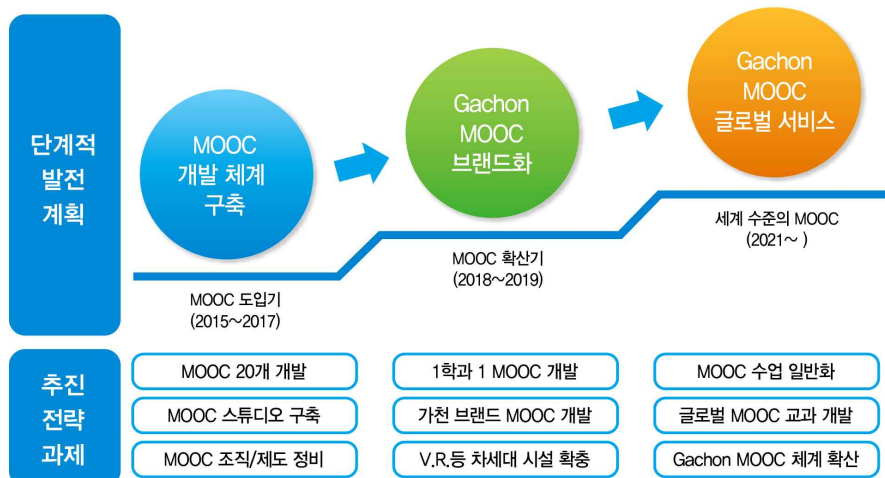 단계적
발전
계획
MOOC
개발 체계
구축
Gachon
MOOC
브랜드화
Gachon
MOOC
글로벌 서비스
MOOC 도입기
(2015~2017)
MOOC 확산기
(2018~2019)
세계 수준의 MOOC
(2021~ )
추진
전략
과제
MOOC 20개 개발
1학과 1 MOOC 개발
MOOC 수업 일반화
MOOC 스튜디오 구축
가천 브랜드 MOOC 개발
글로벌 MOOC 교과 개발
MOOC 조직/제도 정비
V.R.등 차세대 시설 확충
Gachon MOOC 체계 확산